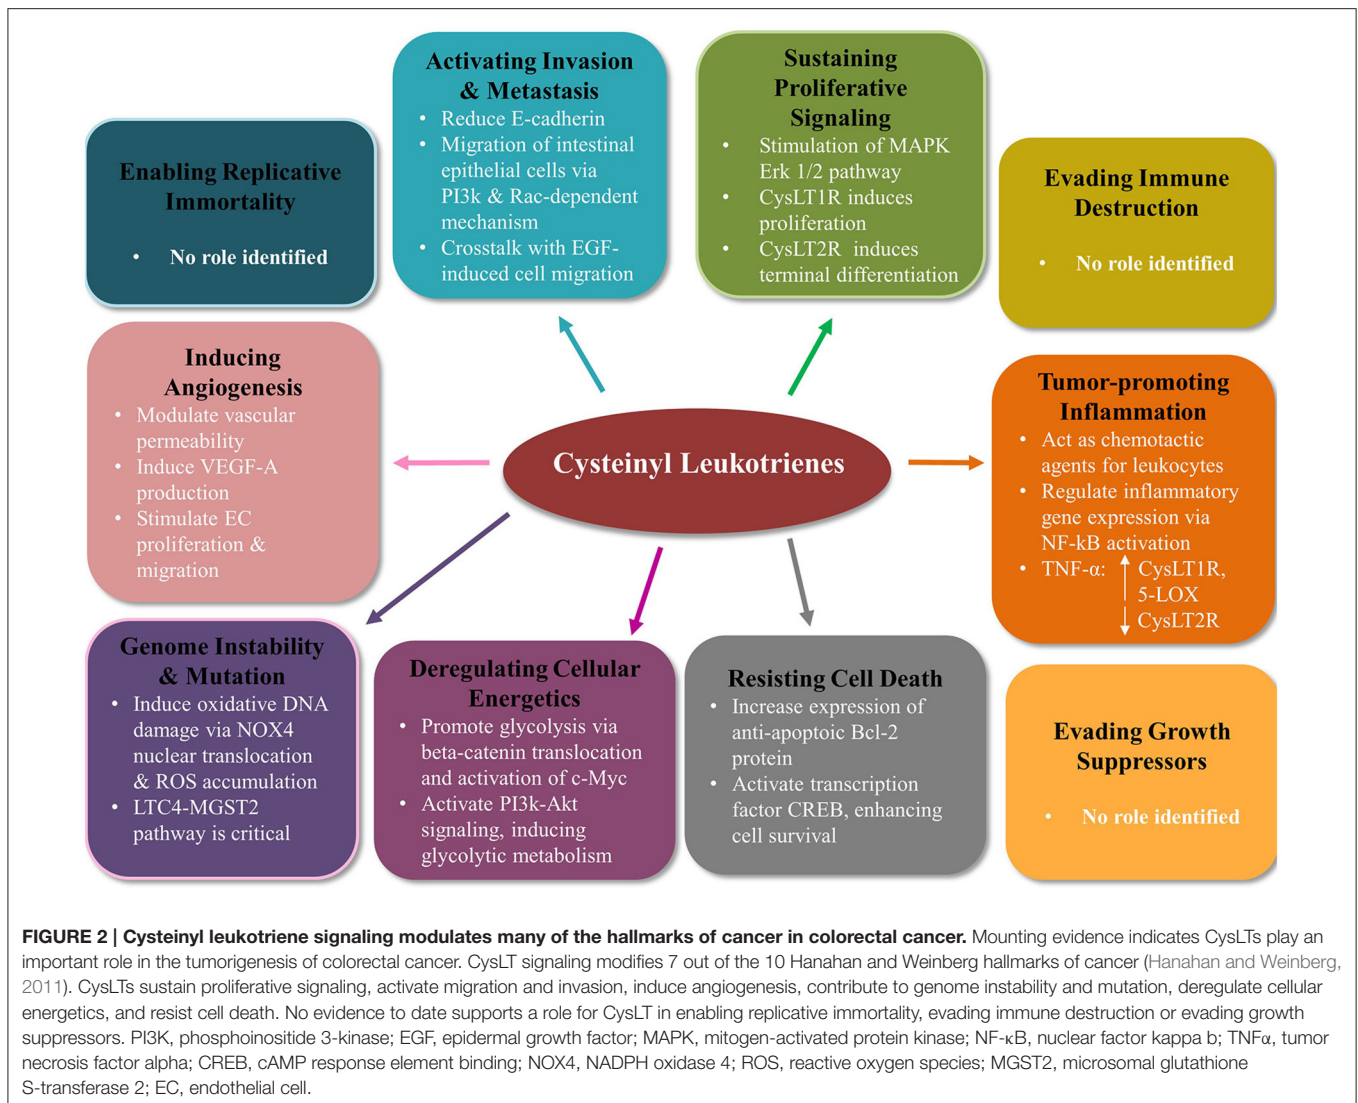 Activating Invasion
& Metastasis
• Reduce E-cadherin
• Migration of intestinal
epithelial cells via
PI3k & Rac-dependent
mechanism
• Crosstalk with EGF-
induced cell migration
Sustaining
Proliferative
Signaling
• Stimulation of MAPK
Erk 1/2 pathway
• CysLT1R induces
proliferation
• CysLT2R induces
terminal differentiation
Enabling Replicative
Immortality
• No role identified
Evading Immune
Destruction
• No role identified
Inducing
Angiogenesis
• Modulate vascular
permeability
• Induce VEGF-A
production
• Stimulate EC
proliferation &
migration
Cysteinyl Leukotrienes
Tumor-promoting
Inflammation
• Act as chemotactic
agents for leukocytes
• Regulate inflammatory
gene expression via
NF-kB activation
• TNF-α: CysLT1R,
5-LOX
CysLT2R
Genome Instability
& Mutation
• Induce oxidative DNA
damage via NOX4
nuclear translocation
& ROS accumulation
• LTC4-MGST2
pathway is critical
Deregulating Cellular
Energetics
• Promote glycolysis via
beta-catenin translocation
and activation of c-Myc
• Activate PI3k-Akt
signaling, inducing
glycolytic metabolism
Resisting Cell Death
• Increase expression of
anti-apoptoic Bcl-2
protein
• Activate transcription
factor CREB, enhancing
cell survival
Evading Growth
Suppressors
• No role identified
FIGURE 2 | Cysteinyl leukotriene signaling modulates many of the hallmarks of cancer in colorectal cancer. Mounting evidence indicates CysLTs play an
important role in the tumorigenesis of colorectal cancer. CysLT signaling modifies 7 out of the 10 Hanahan and Weinberg hallmarks of cancer (Hanahan and Weinberg,
2011). CysLTs sustain proliferative signaling, activate migration and invasion, induce angiogenesis, contribute to genome instability and mutation, deregulate cellular
energetics, and resist cell death. No evidence to date supports a role for CysLT in enabling replicative immortality, evading immune destruction or evading growth
suppressors. PI3K, phosphoinositide 3-kinase; EGF, epidermal growth factor; MAPK, mitogen-activated protein kinase; NF-κB, nuclear factor kappa b; TNFα, tumor
necrosis factor alpha; CREB, cAMP response element binding; NOX4, NADPH oxidase 4; ROS, reactive oxygen species; MGST2, microsomal glutathione
S-transferase 2; EC, endothelial cell.